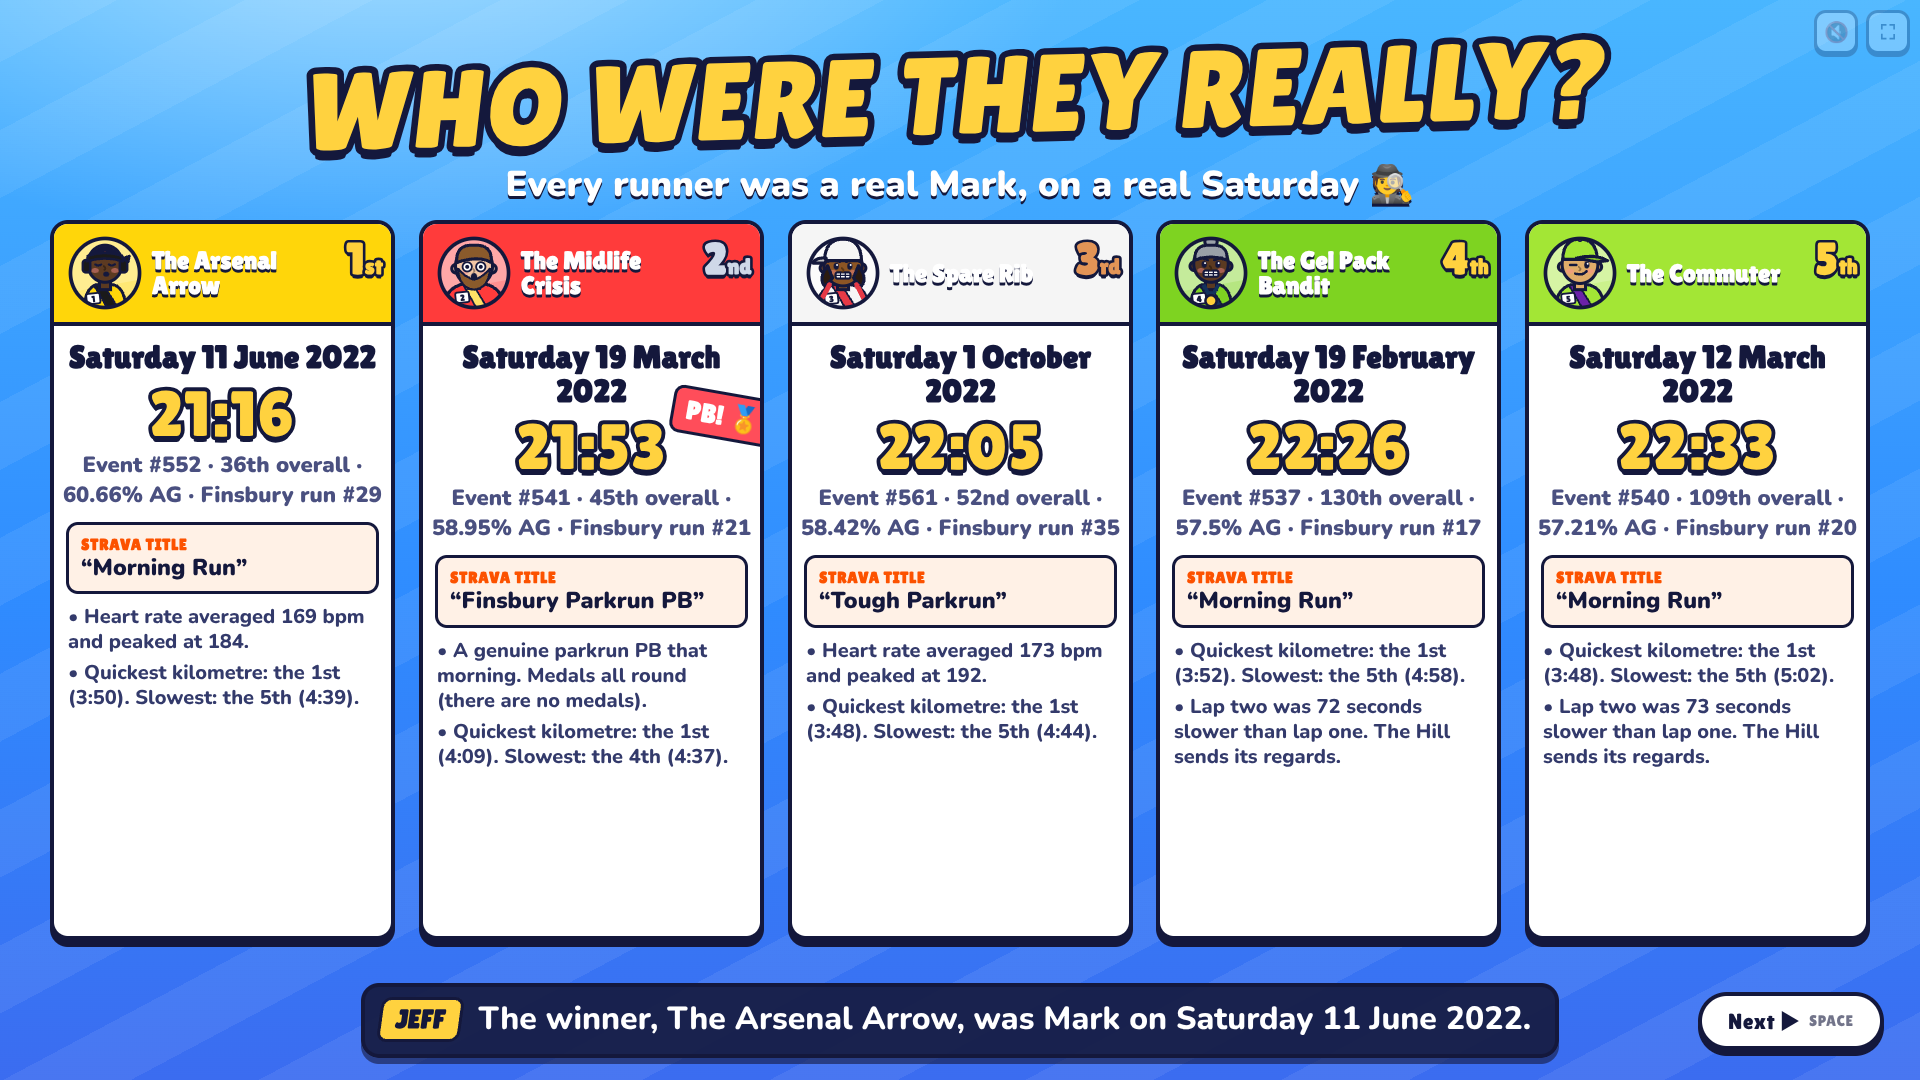 WHO WERE THEY REALLY?
Every runner was a real Mark, on a real Saturday
The Arsenal
Arrow
1st
1
Saturday 11 June 2022
21:16
Event #552 · 36th overall ·
60.66% AG · Finsbury run #29
STRAVA TITLE
“Morning Run”
• Heart rate averaged 169 bpm
and peaked at 184.
• Quickest kilometre: the 1st
(3:50). Slowest: the 5th (4:39).
The Midlife
Crisis
2nd
2
Saturday 19 March
2022
PB!
21:53
Event #541 · 45th overall ·
58.95% AG · Finsbury run #21
STRAVA TITLE
“Finsbury Parkrun PB”
• A genuine parkrun PB that
morning. Medals all round
(there are no medals).
• Quickest kilometre: the 1st
(4:09). Slowest: the 4th (4:37).
The Spare Rib
3rd
3
Saturday 1 October
2022
22:05
Event #561 · 52nd overall ·
58.42% AG · Finsbury run #35
STRAVA TITLE
“Tough Parkrun”
• Heart rate averaged 173 bpm
and peaked at 192.
• Quickest kilometre: the 1st
(3:48). Slowest: the 5th (4:44).
The Gel Pack
Bandit
4th
4
Saturday 19 February
2022
22:26
Event #537 · 130th overall ·
57.5% AG · Finsbury run #17
STRAVA TITLE
“Morning Run”
• Quickest kilometre: the 1st
(3:52). Slowest: the 5th (4:58).
• Lap two was 72 seconds
slower than lap one. The Hill
sends its regards.
The Commuter
5th
5
Saturday 12 March
2022
22:33
Event #540 · 109th overall ·
57.21% AG · Finsbury run #20
STRAVA TITLE
“Morning Run”
• Quickest kilometre: the 1st
(3:48). Slowest: the 5th (5:02).
• Lap two was 73 seconds
slower than lap one. The Hill
sends its regards.
JEFF The winner, The Arsenal Arrow, was Mark on Saturday 11 June 2022.
Next ▶ SPACE